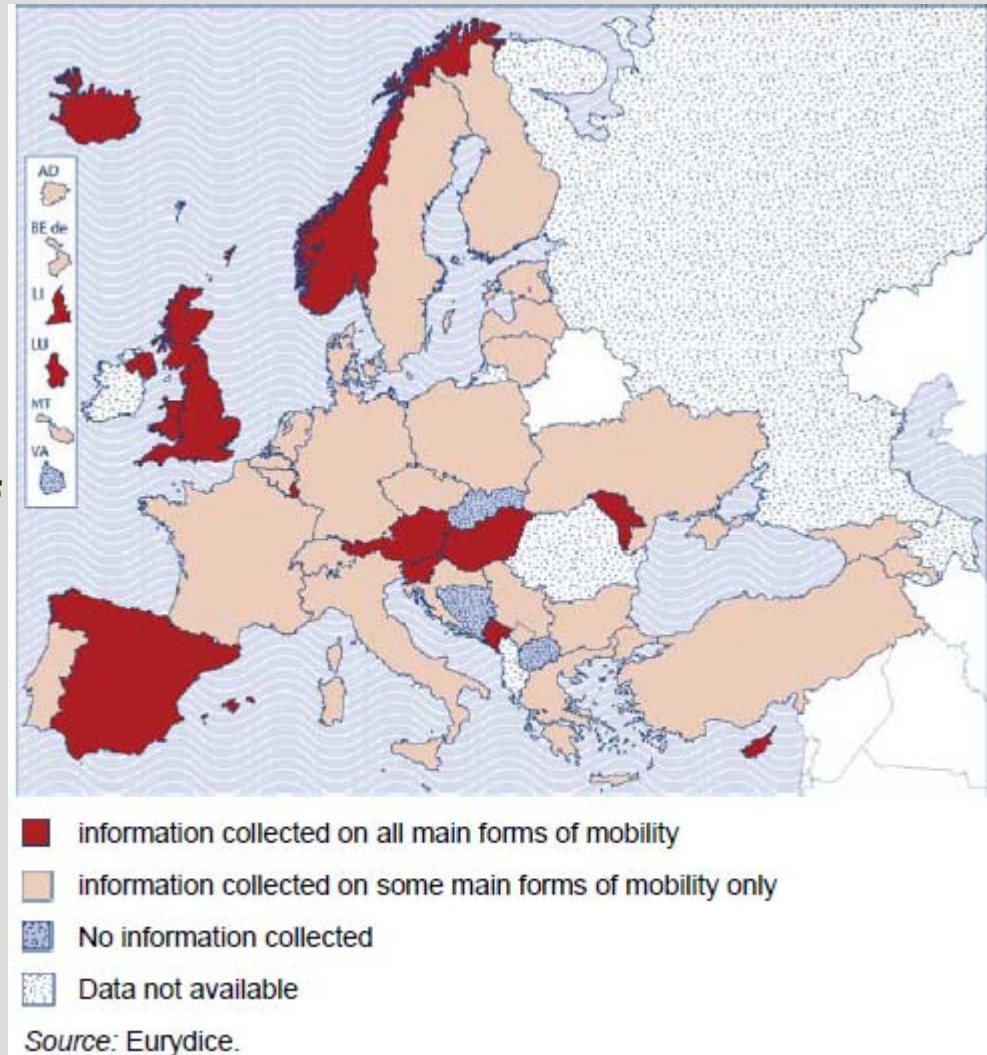 AD
BE de
LI
LU
MT
VA
information collected on all main forms of mobility
information collected on some main forms of mobility only
No information collected
Data not available
Source: Eurydice.